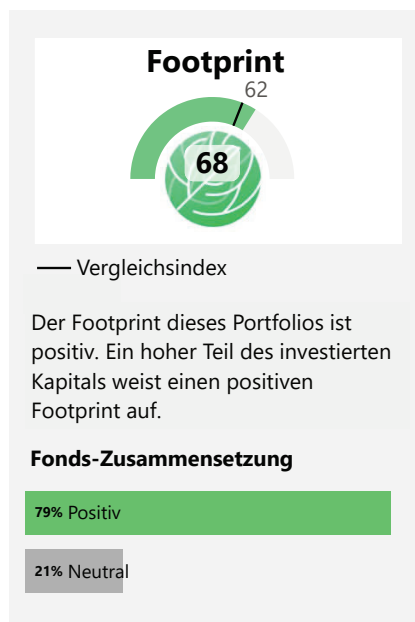 Footprint
62
68
Vergleichsindex
Der Footprint dieses Portfolios ist
positiv. Ein hoher Teil des investierten
Kapitals weist einen positiven
Footprint auf.
Fonds-Zusammensetzung
79% Positiv
21% Neutral